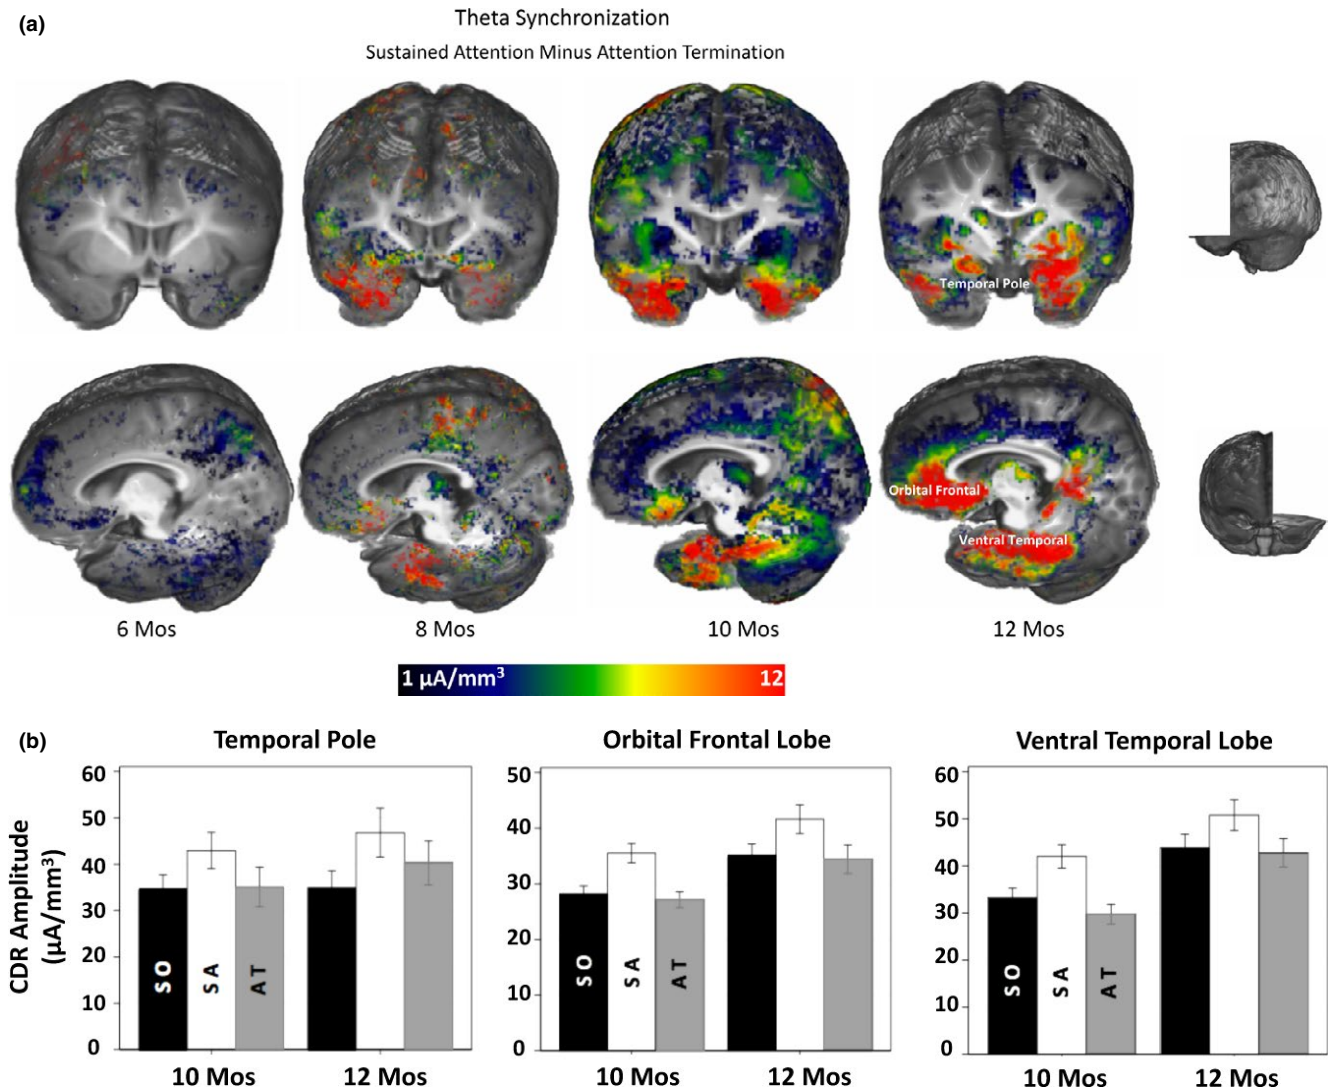 (a)
Theta Synchronization
Sustained Attention Minus Attention Termination
Temporal Pole
Orbital Frontal
Ventral Temporal
6 Mos
8 Mos
10 Mos
12 Mos
1 µA/mm³
12
(b)
Temporal Pole
Orbital Frontal Lobe
Ventral Temporal Lobe
CDR Amplitude
(µA/mm³)
60
50
40
30
20
10
0
SO
SA
AT
10 Mos
12 Mos
50
40
30
20
10
0
SO
SA
AT
10 Mos
12 Mos
60
50
40
30
20
10
0
SO
SA
AT
10 Mos
12 Mos